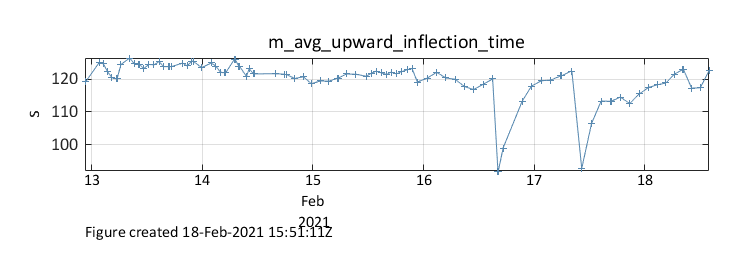 m_avg_upward_inflection_time
120
110
100
s
13 14 15 16 17 18
Feb
2021
Figure created 18-Feb-2021 15:51:11Z